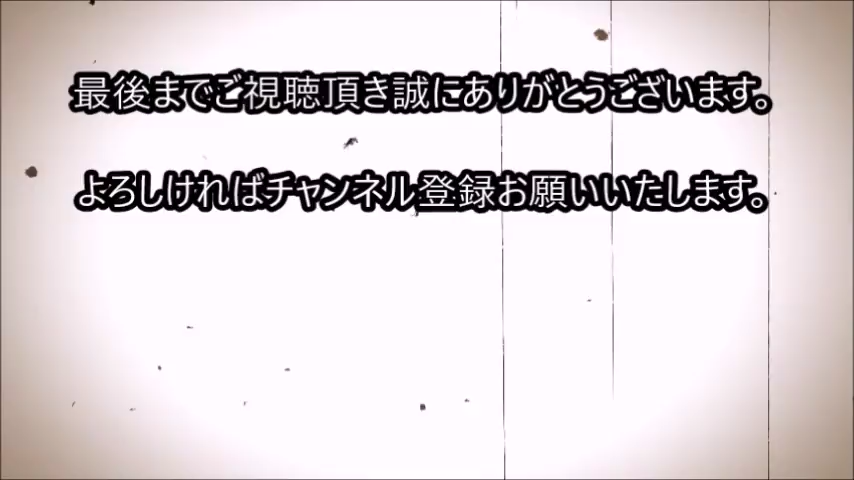 最後までご視聴頂き誠にありがとうございます。
よろしければチャンネル登録お願いいたします。